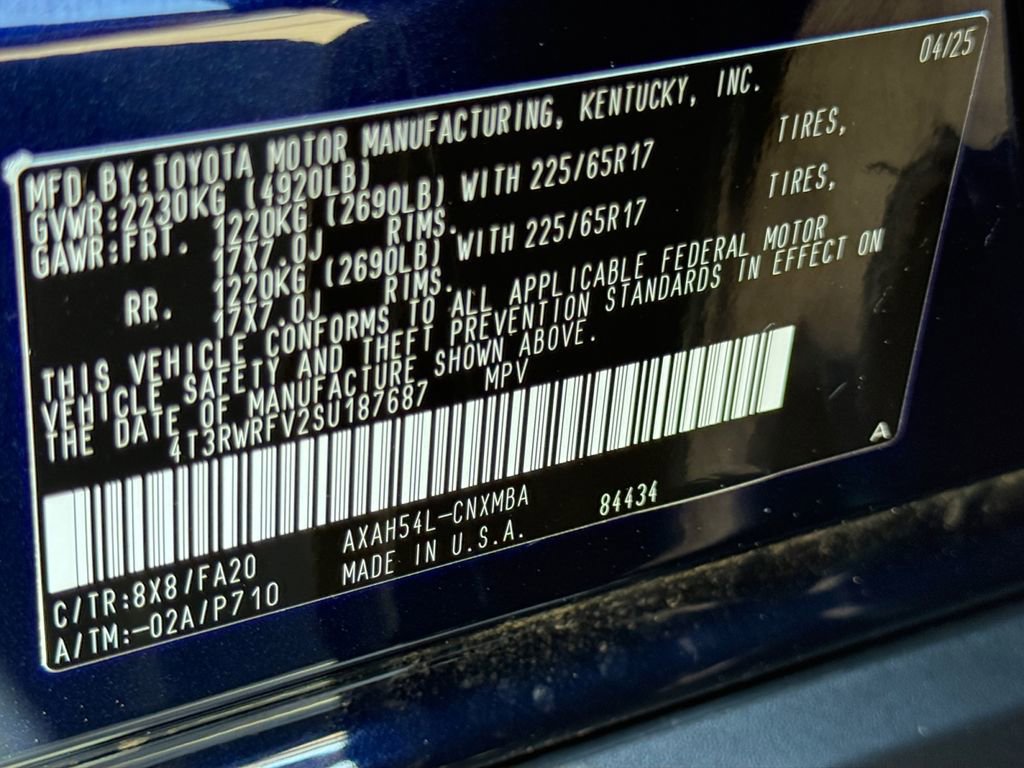 04/25
MFD.BY:TOYOTA MOTOR MANUFACTURING, KENTUCKY, INC.
GVWR:2230KG (4920LB)
GAWR:FRT. 1220KG (2690LB) WITH 225/65R17 TIRES,
17X7.0J RIMS.
RR. 1220KG (2690LB) WITH 225/65R17 TIRES,
17X7.0J RIMS.
THIS VEHICLE CONFORMS TO ALL APPLICABLE FEDERAL MOTOR
VEHICLE SAFETY AND THEFT PREVENTION STANDARDS IN EFFECT ON
THE DATE OF MANUFACTURE SHOWN ABOVE.
4T3RWRFV2SU187687 MPV
AXAH54L-CNXMBA 84434
C/TR:8X8/FA20 MADE IN U.S.A.
A/TM:-02A/P710
A